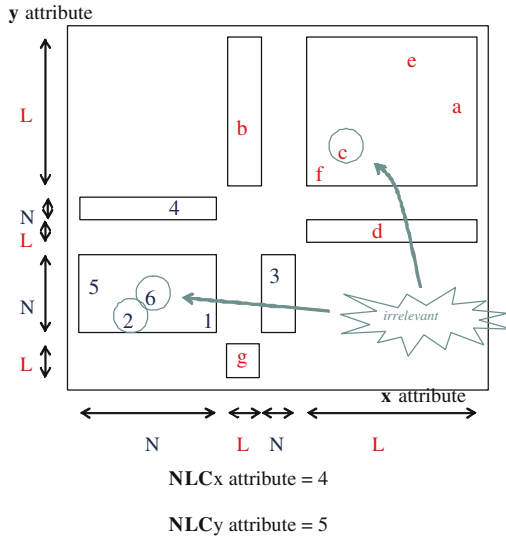 y attribute
e
a
L
b
c
f
4
N
d
L
3
5
N
6
2
1
irrelevant
g
L
x attribute
N L N L
NLCx attribute = 4
NLCy attribute = 5